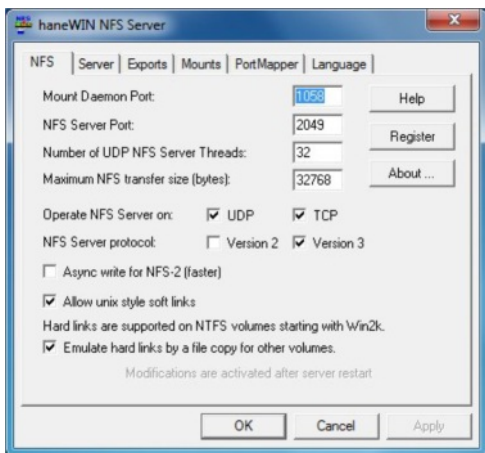 haneWIN NFS Server
NFS Server Exports Mounts PortMapper Language
Mount Daemon Port: 1058 Help
NFS Server Port: 2049 Register
Number of UDP NFS Server Threads: 32
Maximum NFS transfer size (bytes): 32768 About ...
Operate NFS Server on: UDP TCP
NFS Server protocol: Version 2 Version 3
Async write for NFS-2 (faster)
Allow unix style soft links
Hard links are supported on NTFS volumes starting with Win2k.
Emulate hard links by a file copy for other volumes.
Modifications are activated after server restart
OK Cancel Apply